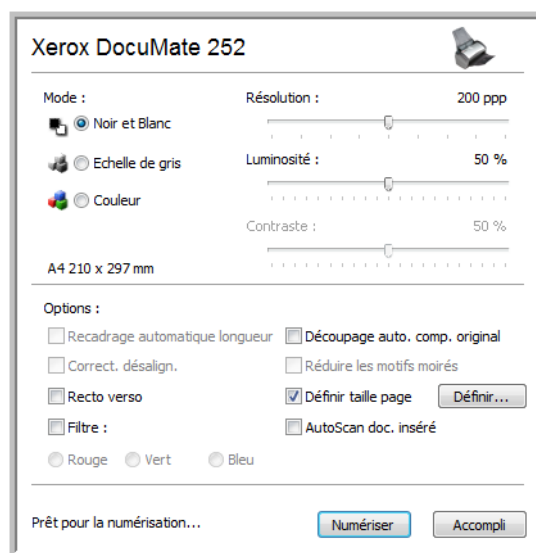 Xerox DocuMate 252
Mode :
Résolution :
200 ppp
Noir et Blanc
Echelle de gris
Luminosité :
50 %
Couleur
Contraste :
50 %
A4 210 x 297 mm
Options :
Recadrage automatique longueur
Découpage auto. comp. original
Correct. désalign.
Réduire les motifs moirés
Recto verso
Définir taille page
Définir...
Filtre :
AutoScan doc. inséré
Rouge
Vert
Bleu
Prêt pour la numérisation...
Numériser
Accompli